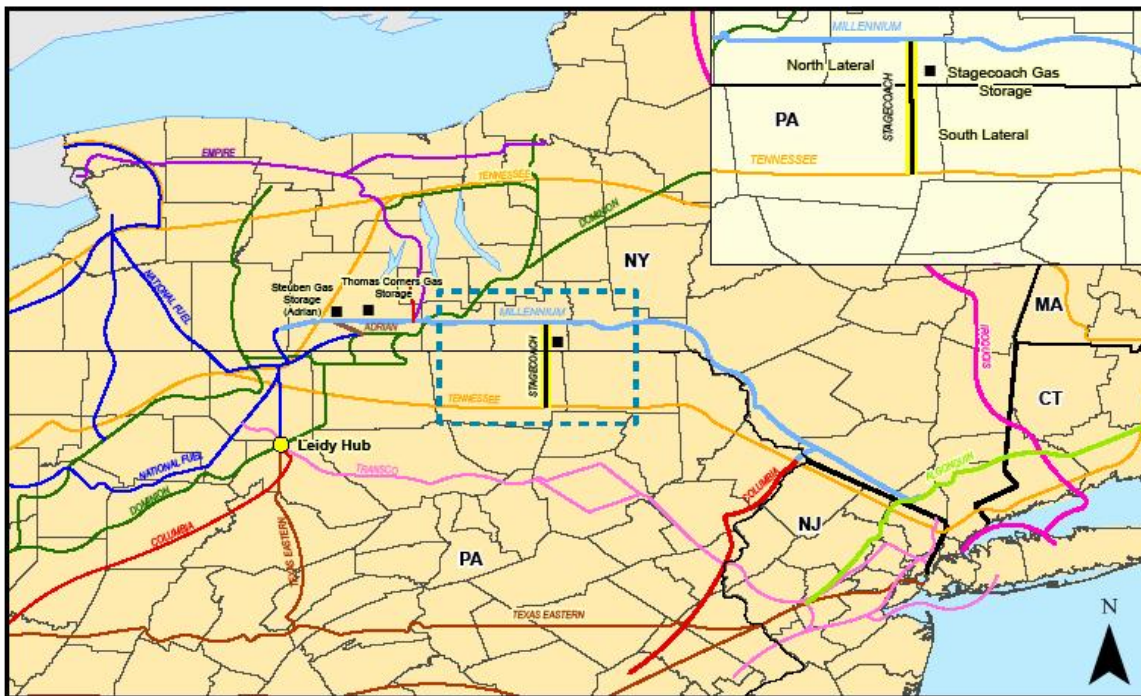 MILLENNIUM
North Lateral
Stagecoach Gas
Storage
STAGECOACH
PA
South Lateral
TENNESSEE
EMPIRE
TENNESSEE
DOMINION
NY
NATIONAL FUEL
Steuben Gas
Storage
(Adrian)
Thomas Corners Gas
Storage
ADRIAN
MILLENNIUM
STAGECOACH
TENNESSEE
IROQUOIS
MA
CT
Leidy Hub
NATIONAL FUEL
DOMINION
COLUMBIA
TRANSCO
TEXAS EASTERN
PA
COLUMBIA
NJ
ALGONQUIN
TEXAS EASTERN
N